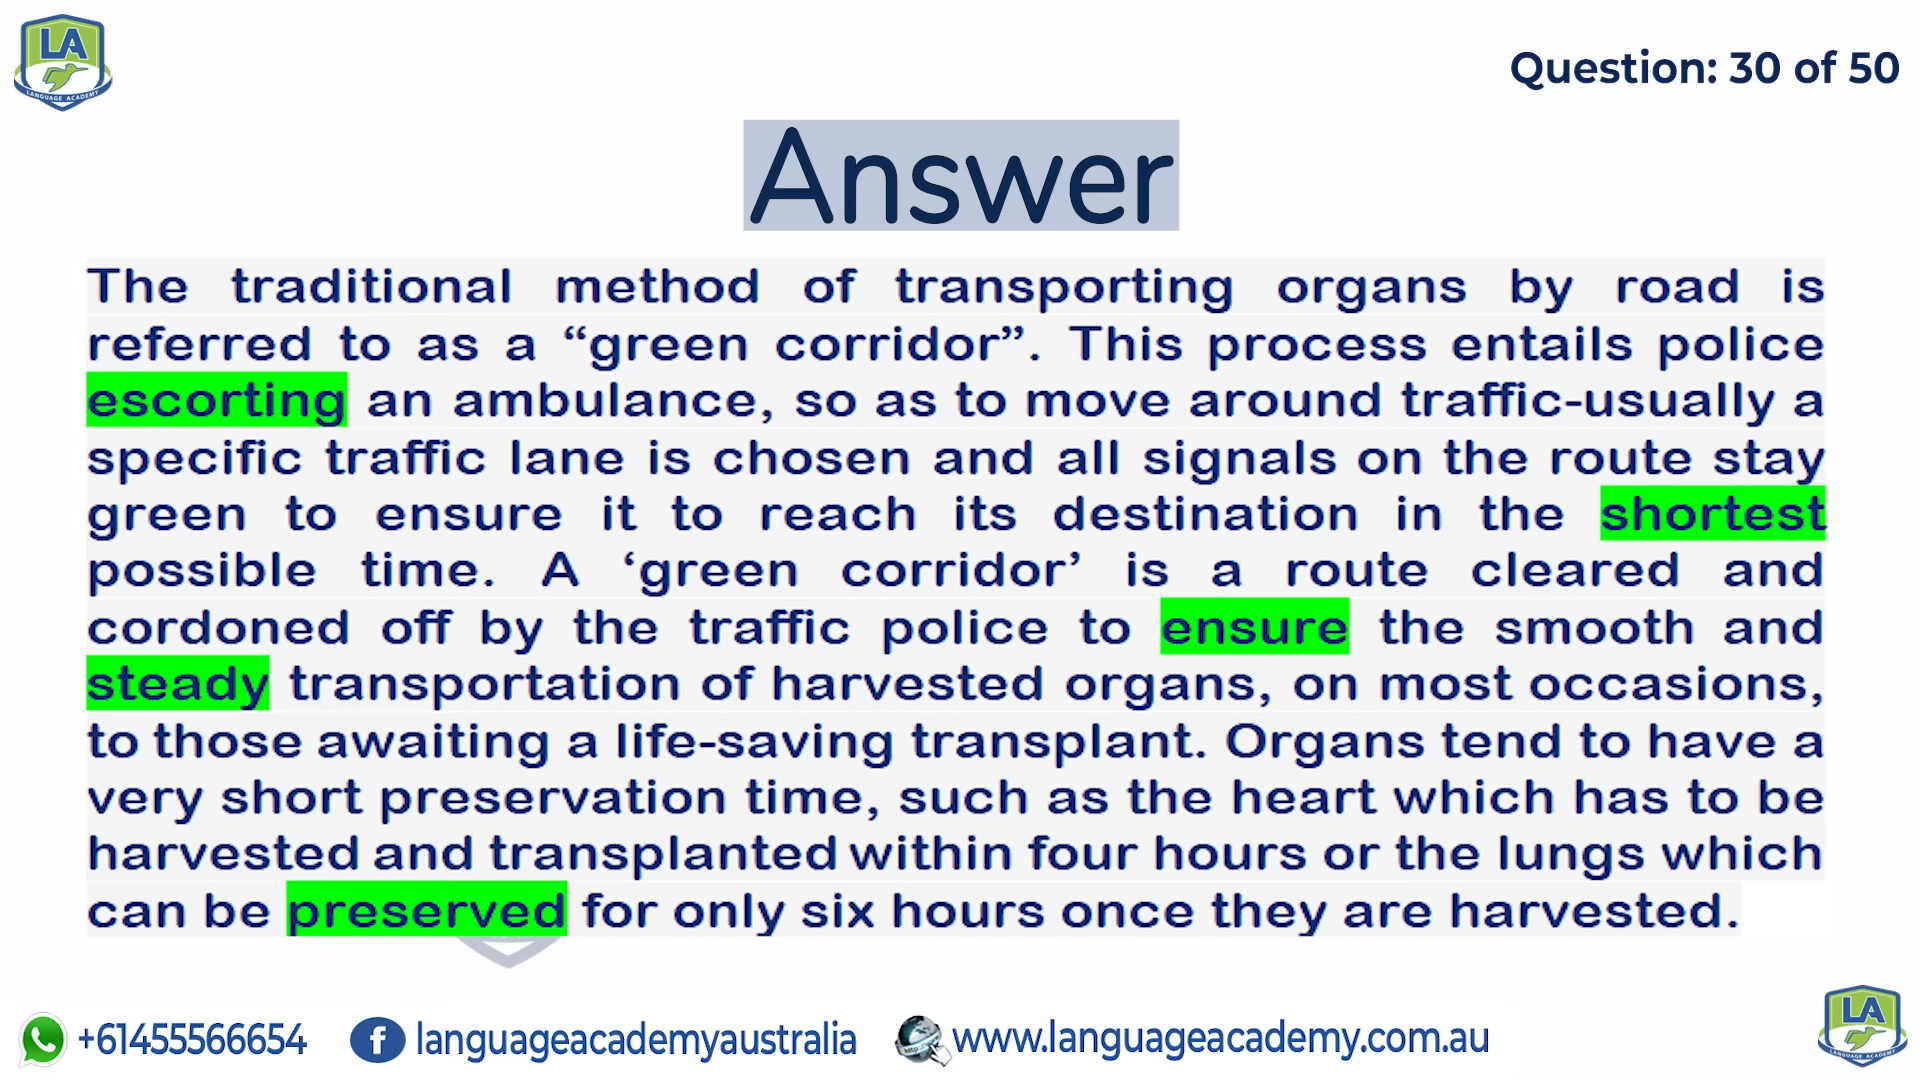 LA
LANGUAGE ACADEMY
Question: 30 of 50
Answer
The traditional method of transporting organs by road is
referred to as a “green corridor”. This process entails police
escorting an ambulance, so as to move around traffic-usually a
specific traffic lane is chosen and all signals on the route stay
green to ensure it to reach its destination in the shortest
possible time. A ‘green corridor’ is a route cleared and
cordoned off by the traffic police to ensure the smooth and
steady transportation of harvested organs, on most occasions,
to those awaiting a life-saving transplant. Organs tend to have a
very short preservation time, such as the heart which has to be
harvested and transplanted within four hours or the lungs which
can be preserved for only six hours once they are harvested.
+61455566654
f languageacademyaustralia
www.languageacademy.com.au
LA
LANGUAGE ACADEMY